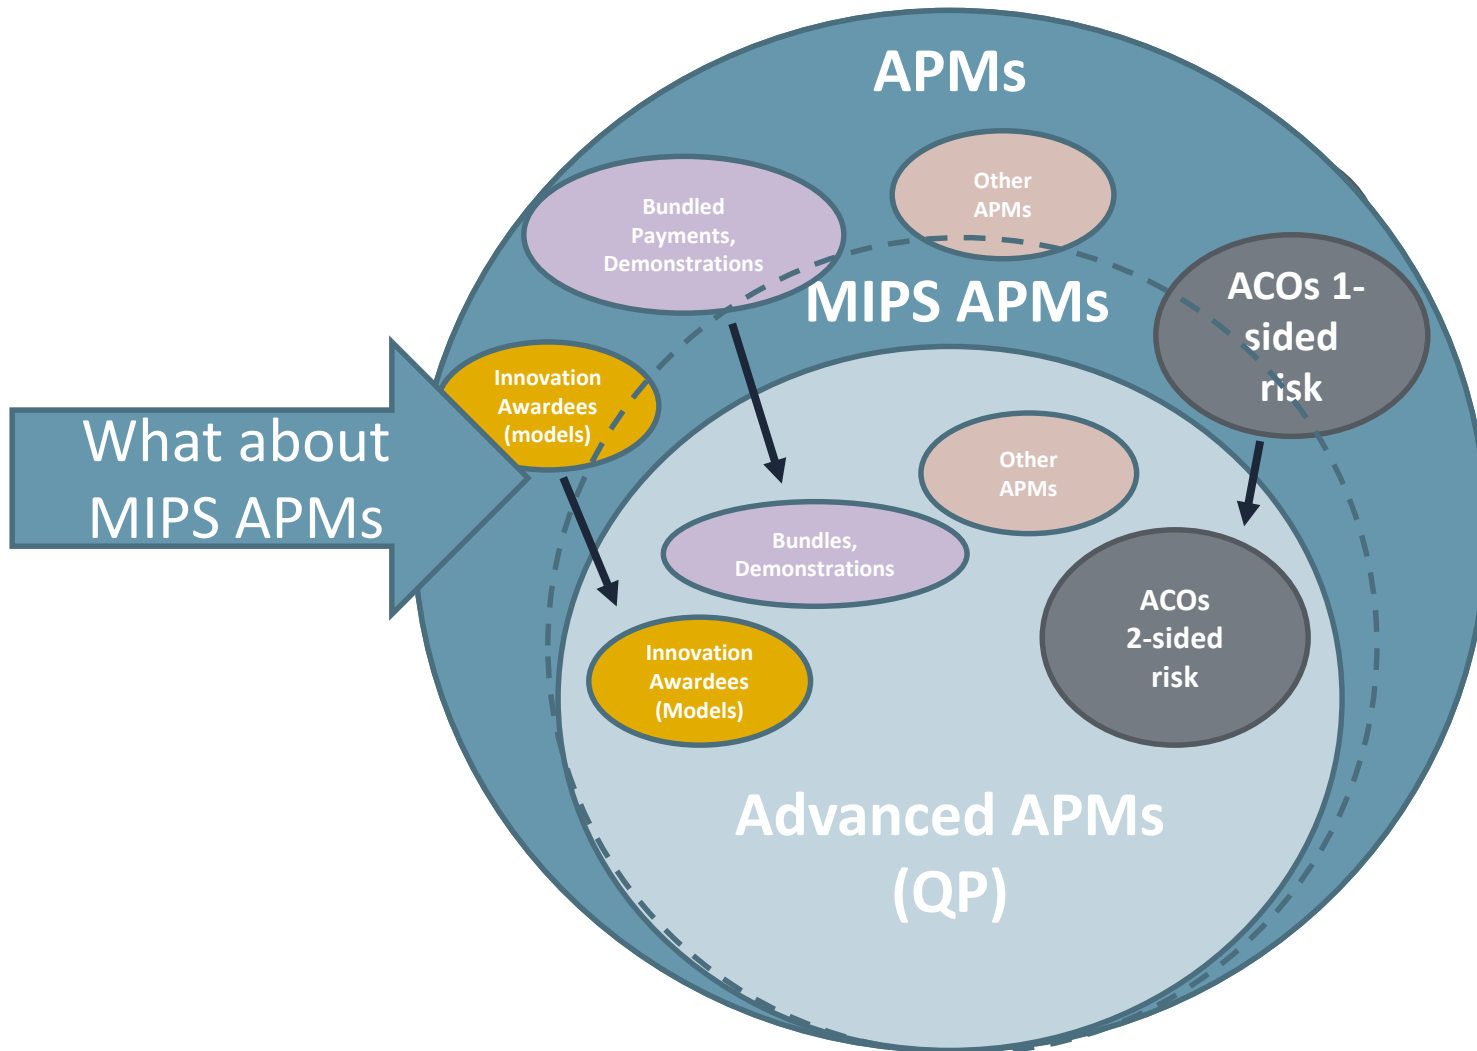 APMs
Other
APMs
Bundled
Payments,
Demonstrations
MIPS APMs
ACOs 1-
sided
risk
Innovation
Awardees
(models)
What about
MIPS APMs
Other
APMs
Bundles,
Demonstrations
ACOs
2-sided
risk
Innovation
Awardees
(Models)
Advanced APMs
(QP)